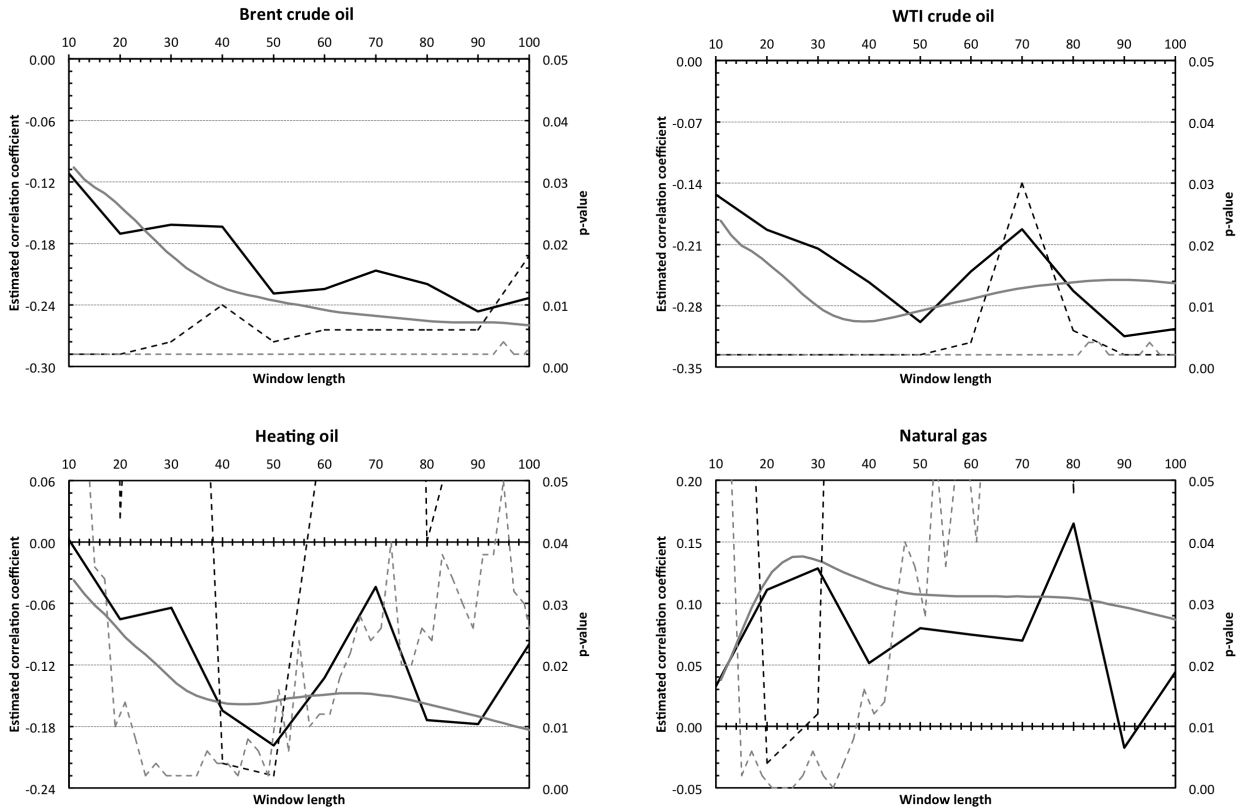 Brent crude oil
10 20 30 40 50 60 70 80 90 100
0.00 0.05
-0.06 0.04
-0.12 0.03
-0.18 0.02
-0.24 0.01
-0.30 0.00
Estimated correlation coefficient
p-value
Window length
WTI crude oil
10 20 30 40 50 60 70 80 90 100
0.00 0.05
-0.07 0.04
-0.14 0.03
-0.21 0.02
-0.28 0.01
-0.35 0.00
Estimated correlation coefficient
p-value
Window length
Heating oil
10 20 30 40 50 60 70 80 90 100
0.06 0.05
0.00 0.04
-0.06 0.03
-0.12 0.02
-0.18 0.01
-0.24 0.00
Estimated correlation coefficient
p-value
Window length
Natural gas
10 20 30 40 50 60 70 80 90 100
0.20 0.05
0.15 0.04
0.10 0.03
0.05 0.02
0.00 0.01
-0.05 0.00
Estimated correlation coefficient
p-value
Window length